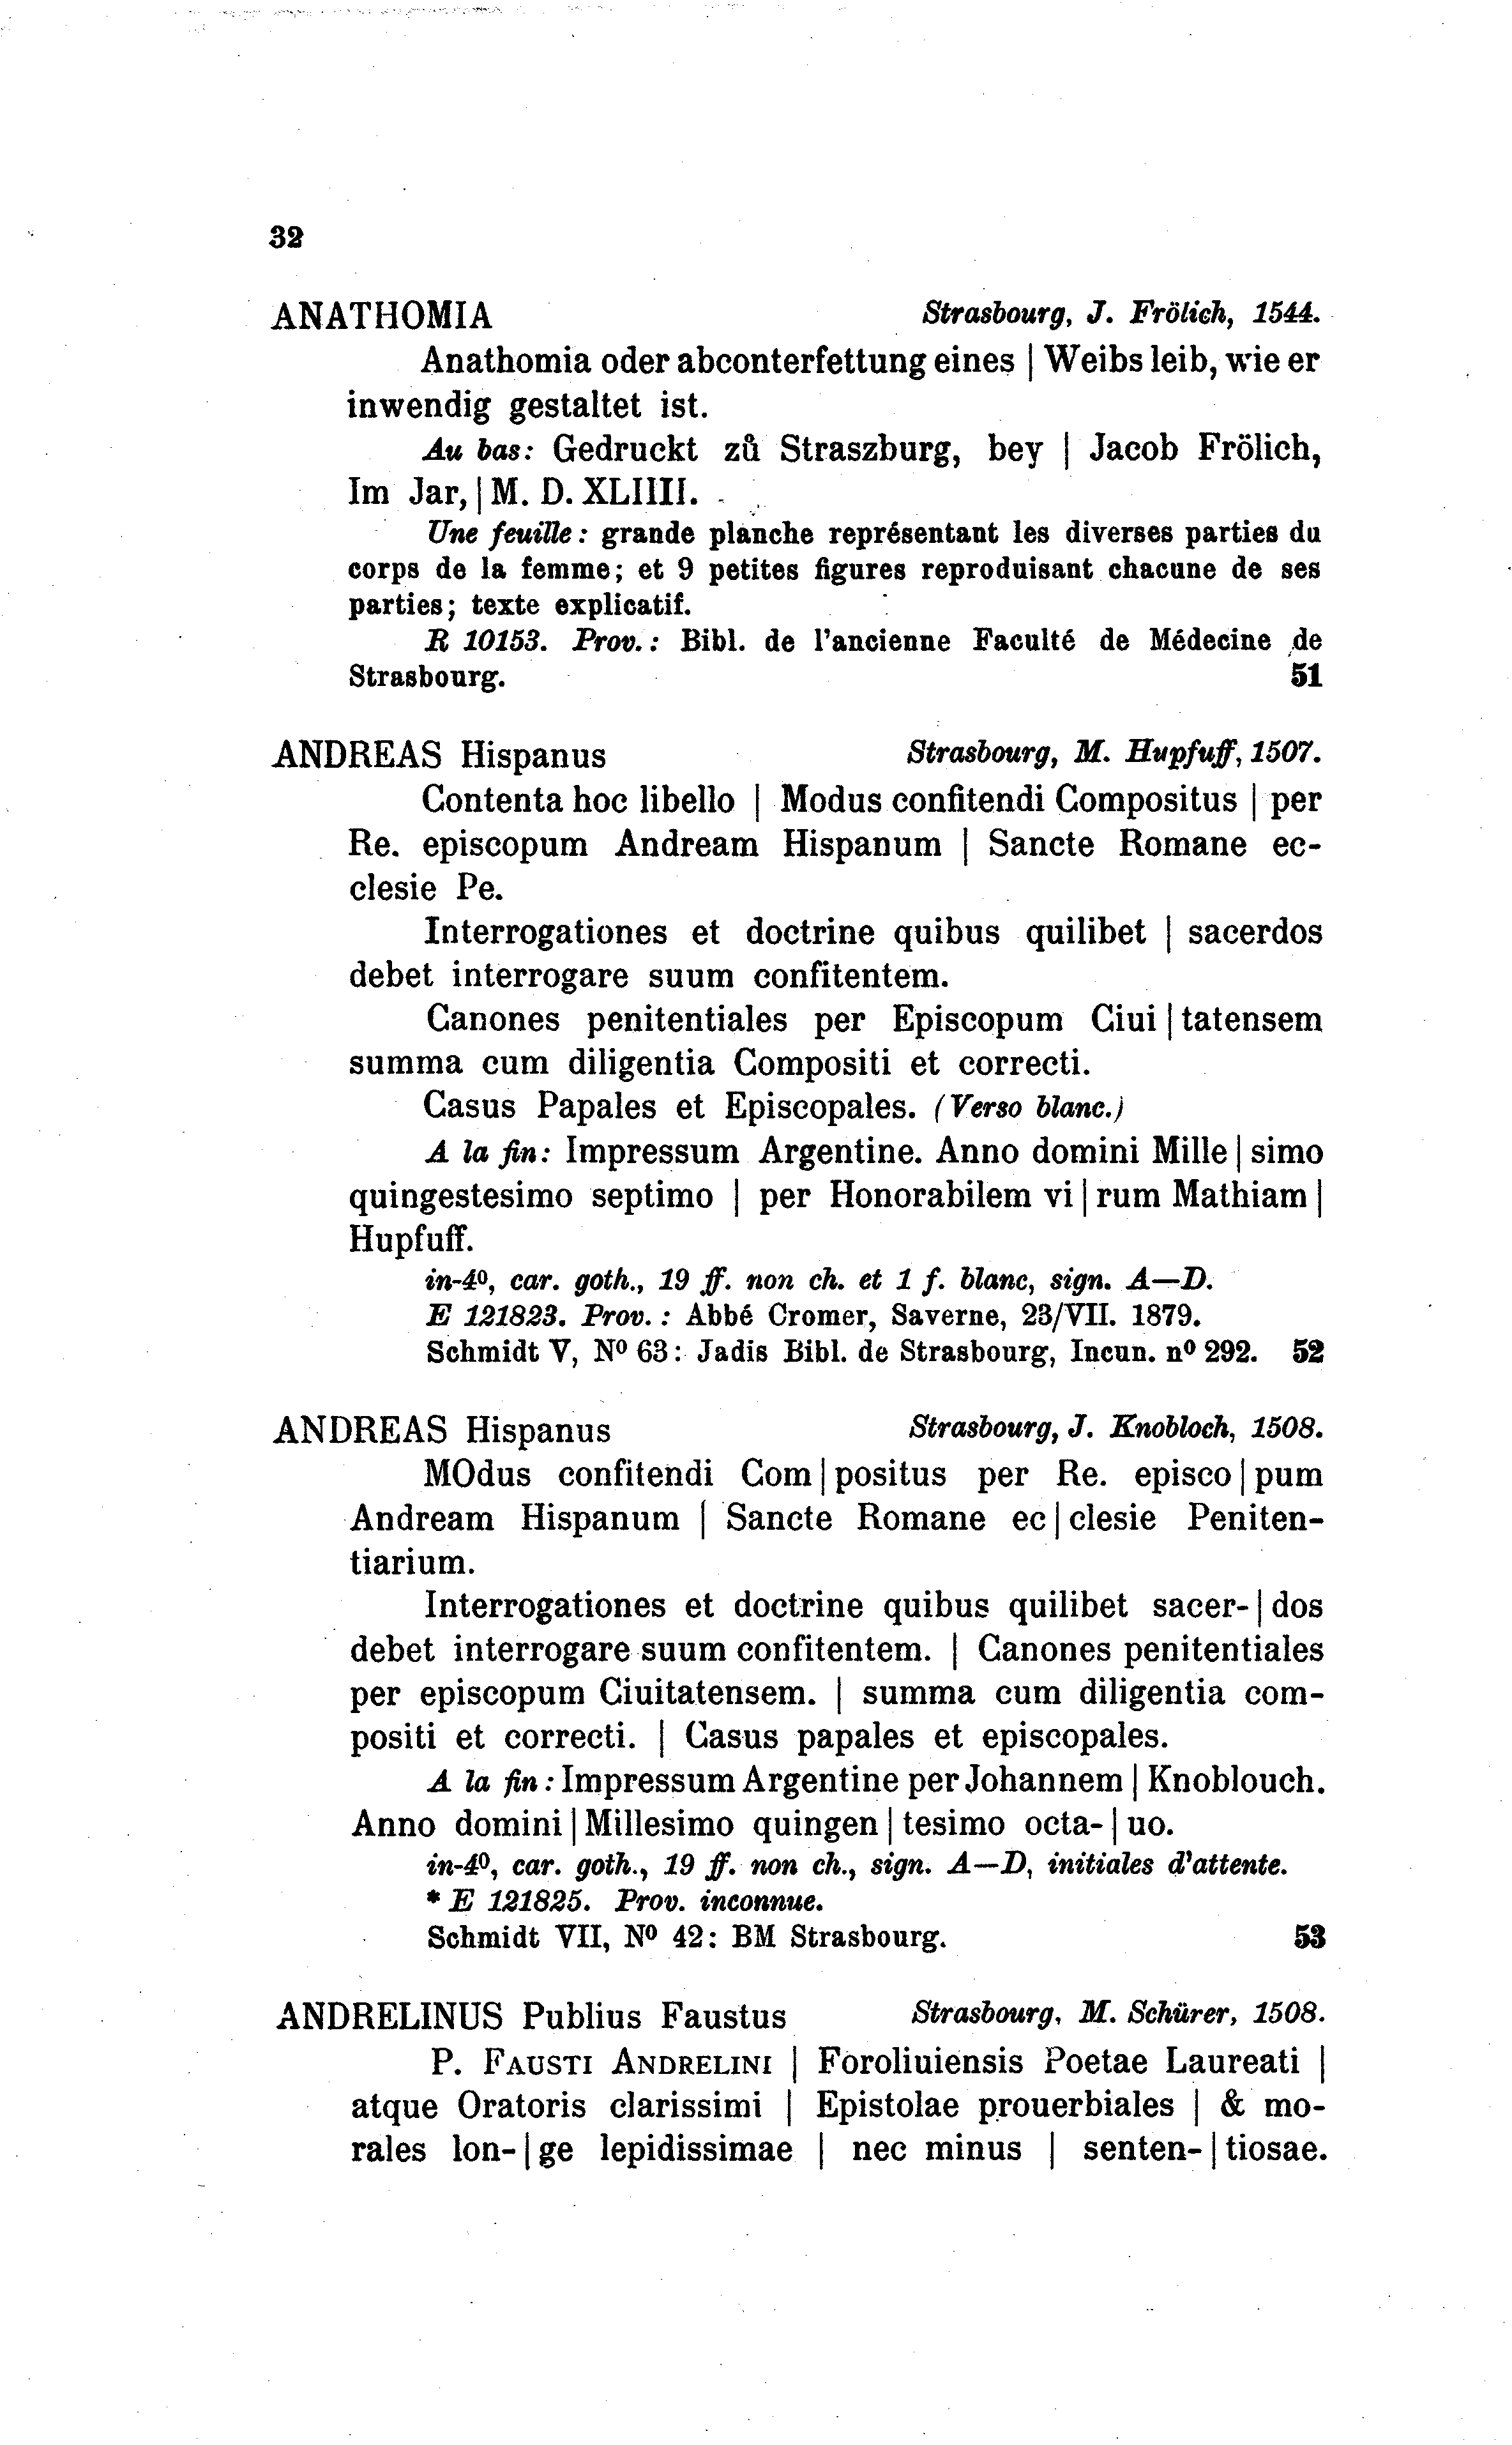 32
ANATHOMIA Strasbourg, J. Frölich, 1544.
Anathomia oder abconterfettung eines | Weibs leib, wie er
inwendig gestaltet ist.
Au bas: Gedruckt zů Straszburg, bey | Jacob Frölich,
Im Jar, | M. D. XLIIII.
Une feuille : grande planche représentant les diverses parties du
corps de la femme; et 9 petites figures reproduisant chacune de ses
parties; texte explicatif.
R 10153. Prov. : Bibl. de l'ancienne Faculté de Médecine de
Strasbourg. 51
ANDREAS Hispanus Strasbourg, M. Hupfuff, 1507.
Contenta hoc libello | Modus confitendi Compositus | per
Re. episcopum Andream Hispanum | Sancte Romane ec-
clesie Pe.
Interrogationes et doctrine quibus quilibet | sacerdos
debet interrogare suum confitentem.
Canones penitentiales per Episcopum Ciui | tatensem
summa cum diligentia Compositi et correcti.
Casus Papales et Episcopales. (Verso blanc.)
A la fin: Impressum Argentine. Anno domini Mille | simo
quingestesimo septimo | per Honorabilem vi | rum Mathiam |
Hupfuff.
in-4º, car. goth., 19 ff. non ch. et 1 f. blanc, sign. A—D.
E 121823. Prov. : Abbé Cromer, Saverne, 23/VII. 1879.
Schmidt V, Nº 63: Jadis Bibl. de Strasbourg, Incun. nº 292. 52
ANDREAS Hispanus Strasbourg, J. Knobloch, 1508.
MOdus confitendi Com | positus per Re. episco | pum
Andream Hispanum | Sancte Romane ec | clesie Peniten-
tiarium.
Interrogationes et doctrine quibus quilibet sacer- | dos
debet interrogare suum confitentem. | Canones penitentiales
per episcopum Ciuitatensem. | summa cum diligentia com-
positi et correcti. | Casus papales et episcopales.
A la fin : Impressum Argentine per Johannem | Knoblouch.
Anno domini | Millesimo quingen | tesimo octa- | uo.
in-4º, car. goth., 19 ff. non ch., sign. A—D, initiales d'attente.
* E 121825. Prov. inconnue.
Schmidt VII, Nº 42: BM Strasbourg. 53
ANDRELINUS Publius Faustus Strasbourg, M. Schürer, 1508.
P. FAUSTI ANDRELINI | Foroliuiensis Poetae Laureati |
atque Oratoris clarissimi | Epistolae prouerbiales | & mo-
rales lon- | ge lepidissimae | nec minus | senten- | tiosae.